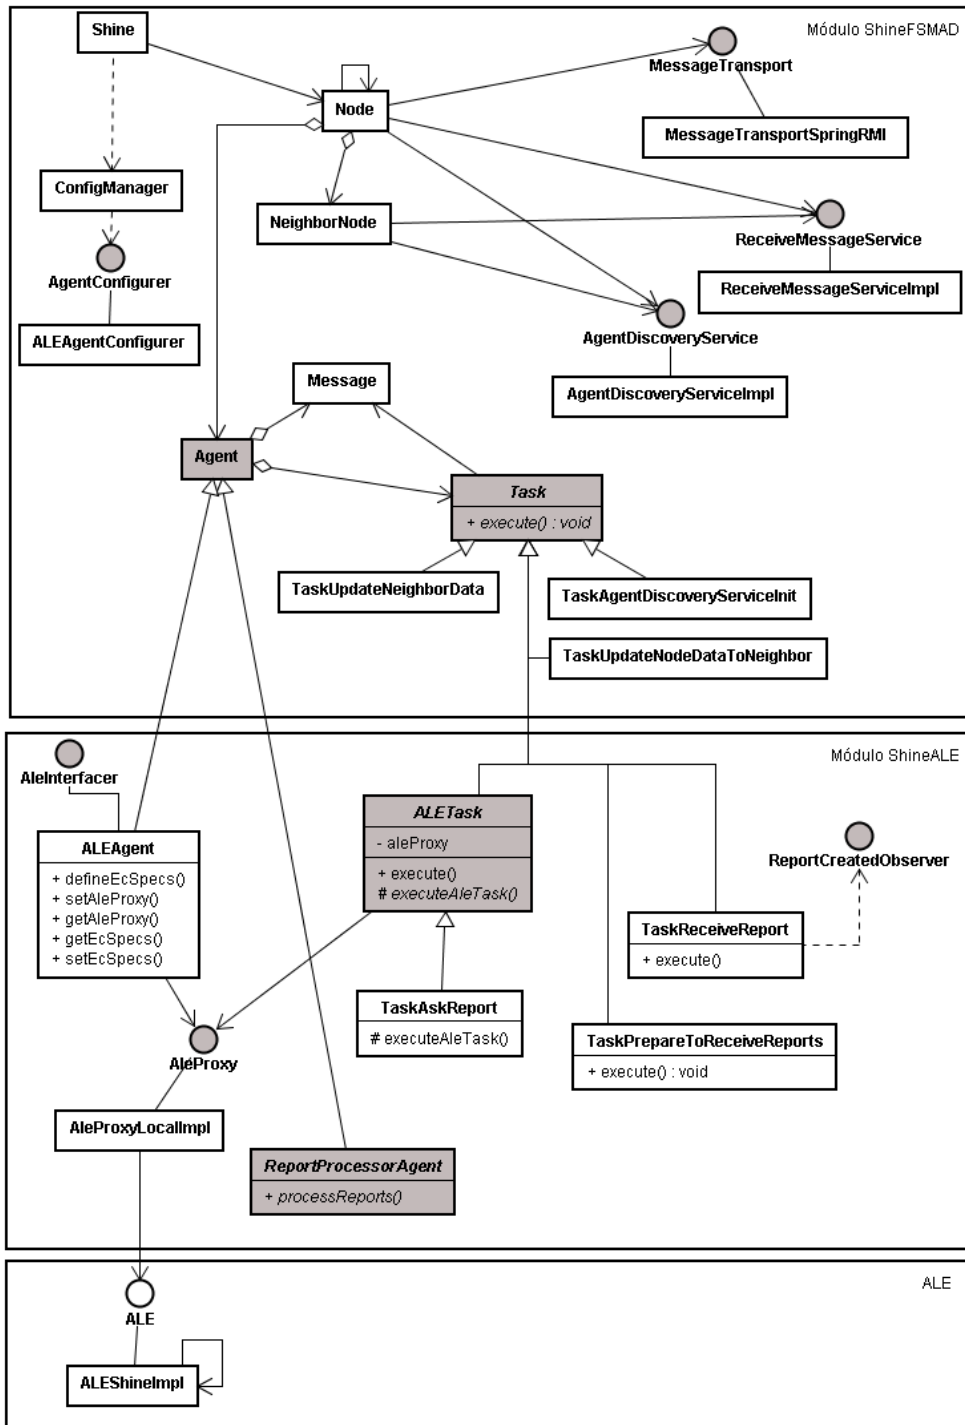 Módulo ShineFSMAD
Shine
MessageTransport
Node
MessageTransportSpringRMI
ConfigManager
NeighborNode
ReceiveMessageService
AgentConfigurer
ReceiveMessageServiceImpl
ALEAgentConfigurer
AgentDiscoveryService
Message
AgentDiscoveryServiceImpl
Agent
Task
+ execute() : void
TaskUpdateNeighborData
TaskAgentDiscoveryServiceInit
TaskUpdateNodeDataToNeighbor
Módulo ShineALE
AleInterfacer
ALETask
- aleProxy
+ execute()
# executeAleTask()
ALEAgent
+ defineEcSpecs()
+ setAleProxy()
+ getAleProxy()
+ getEcSpecs()
+ setEcSpecs()
ReportCreatedObserver
TaskReceiveReport
+ execute()
TaskAskReport
# executeAleTask()
TaskPrepareToReceiveReports
+ execute() : void
AleProxy
AleProxyLocalImpl
ReportProcessorAgent
+ processReports()
ALE
ALE
ALEShineImpl